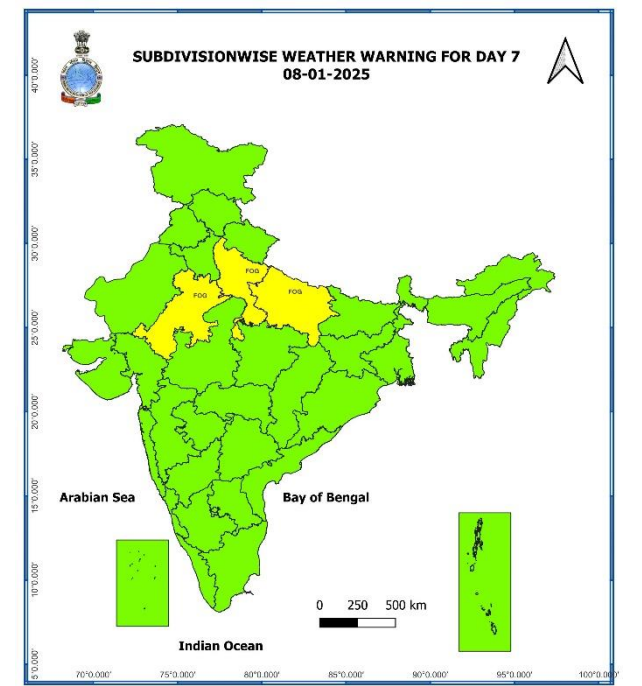 SUBDIVISIONWISE WEATHER WARNING FOR DAY 7
08-01-2025
40°0.000'
35°0.000'
30°0.000'
25°0.000'
20°0.000'
15°0.000'
10°0.000'
5°0.000'
FOG
FOG
FOG
Arabian Sea
Bay of Bengal
0 250 500 km
Indian Ocean
70°0.000' 75°0.000' 80°0.000' 85°0.000' 90°0.000' 95°0.000' 100°0.000'